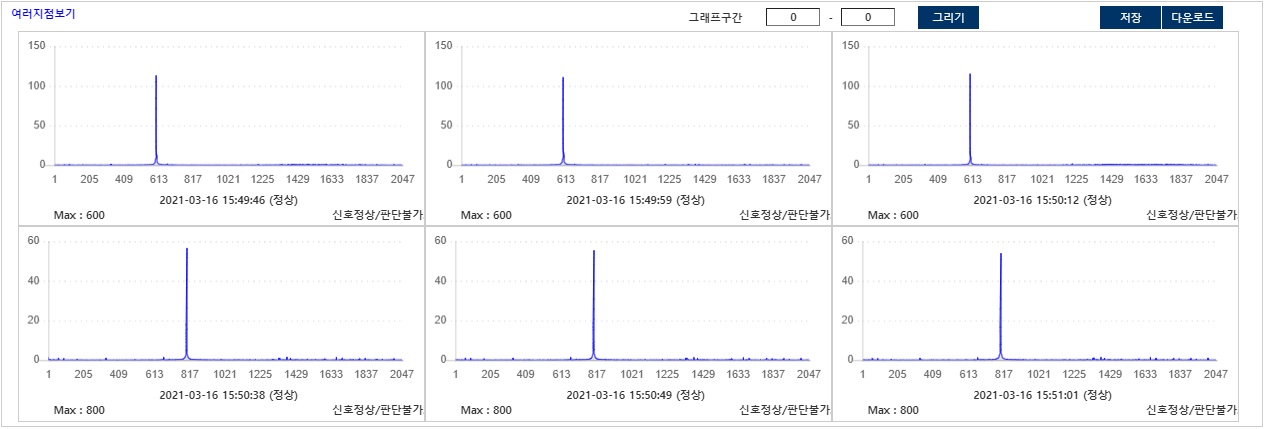 여러지점보기
그래프구간 0 - 0 그리기 저장 다운로드
150 150 150
100 100 100
50 50 50
0 0 0
1 205 409 613 817 1021 1225 1429 1633 1837 2047 1 205 409 613 817 1021 1225 1429 1633 1837 2047 1 205 409 613 817 1021 1225 1429 1633 1837 2047
2021-03-16 15:49:46 (정상) 2021-03-16 15:49:59 (정상) 2021-03-16 15:50:12 (정상)
Max : 600 신호정상/판단불가 Max : 600 신호정상/판단불가 Max : 600 신호정상/판단불가
60 60 60
40 40 40
20 20 20
0 0 0
1 205 409 613 817 1021 1225 1429 1633 1837 2047 1 205 409 613 817 1021 1225 1429 1633 1837 2047 1 205 409 613 817 1021 1225 1429 1633 1837 2047
2021-03-16 15:50:38 (정상) 2021-03-16 15:50:49 (정상) 2021-03-16 15:51:01 (정상)
Max : 800 신호정상/판단불가 Max : 800 신호정상/판단불가 Max : 800 신호정상/판단불가